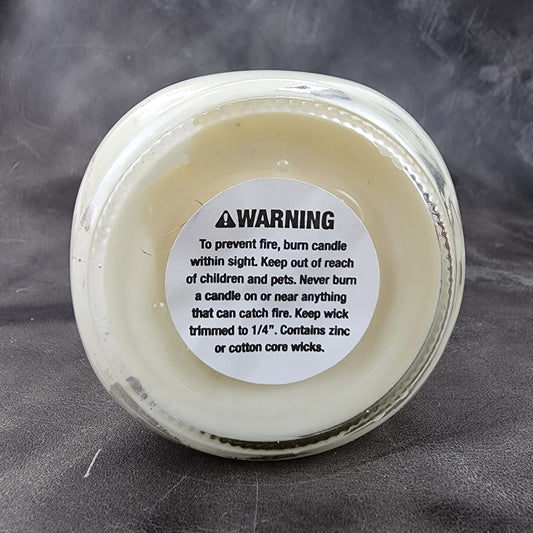 ⚠WARNING
To prevent fire, burn candle
within sight. Keep out of reach
of children and pets. Never burn
a candle on or near anything
that can catch fire. Keep wick
trimmed to 1/4". Contains zinc
or cotton core wicks.